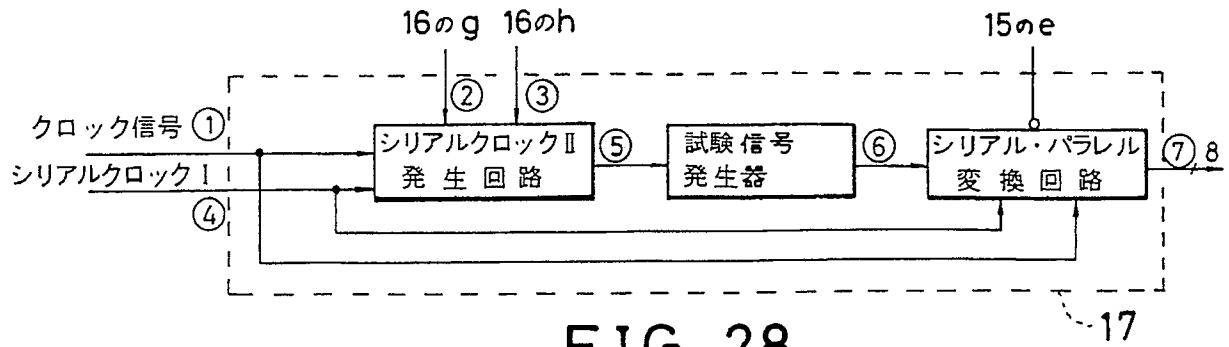 16のg 16のh 15のe
② ③
クロック信号 ①
シリアルクロックⅠ
④
シリアルクロックⅡ
発生回路
⑤
試験信号
発生器
⑥
シリアル・パラレル
変換回路
⑦ 8
17
FIG 28